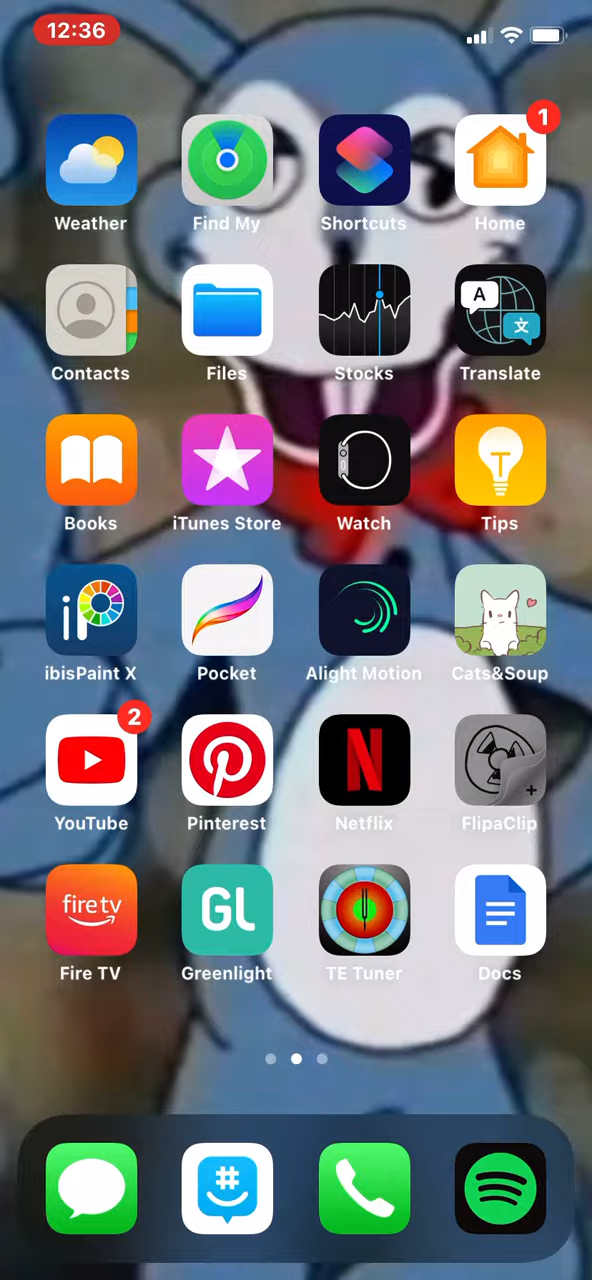 12:36
1
Weather Find My Shortcuts Home
A 文
Contacts Files Stocks Translate
Books iTunes Store Watch Tips
iP
ibisPaint X Pocket Alight Motion Cats&Soup
2
N
YouTube Pinterest Netflix FlipaClip
fire tv GL
Fire TV Greenlight TE Tuner Docs
#